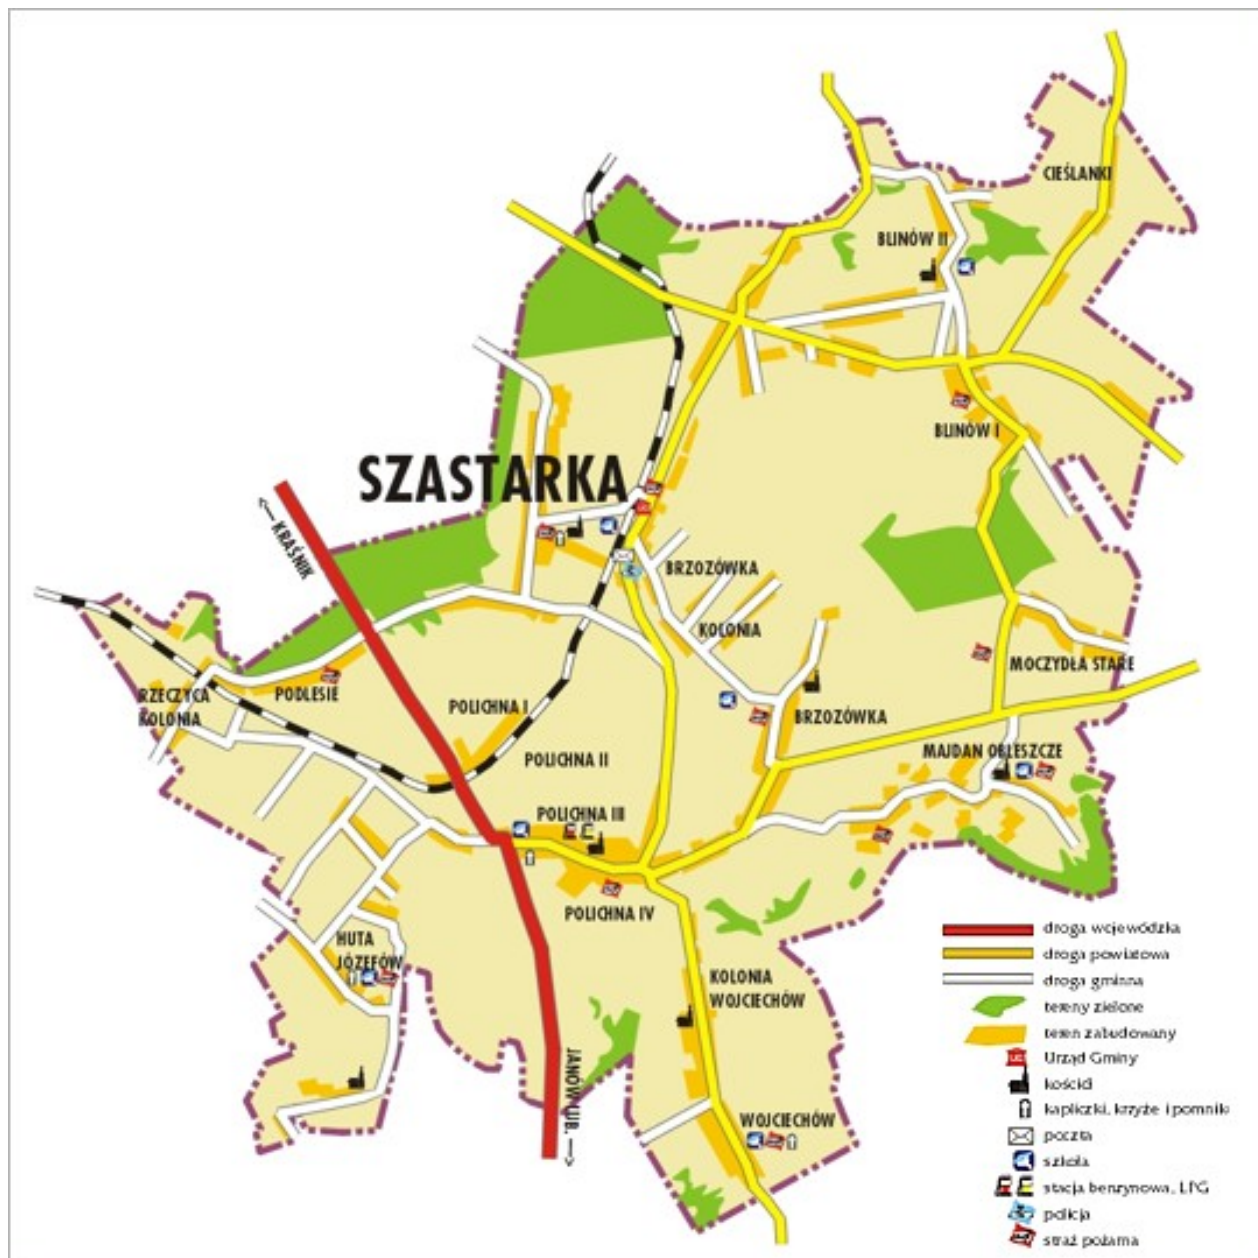 CIEŚLANKI
BLINÓW II
BLINÓW I
SZASTARKA
<— KRAŚNIK
BRZOZÓWKA
KOLONIA
MOCZYDŁA STARE
RZECZYCA
KOLONIA
PODLESIE
POLICHNA I
BRZOZÓWKA
POLICHNA II
MAJDAN OBLESZCZE
POLICHNA III
POLICHNA IV
HUTA
JÓZEFÓW
KOLONIA
WOJCIECHÓW
JANÓW LUB. —>
WOJCIECHÓW
droga wojewódzka
droga powiatowa
droga gminna
tereny zielone
teren zabudowany
UG Urząd Gminy
kościół
kapliczki, krzyże i pomniki
poczta
szkoła
stacja benzynowa, LPG
policja
straż pożarna